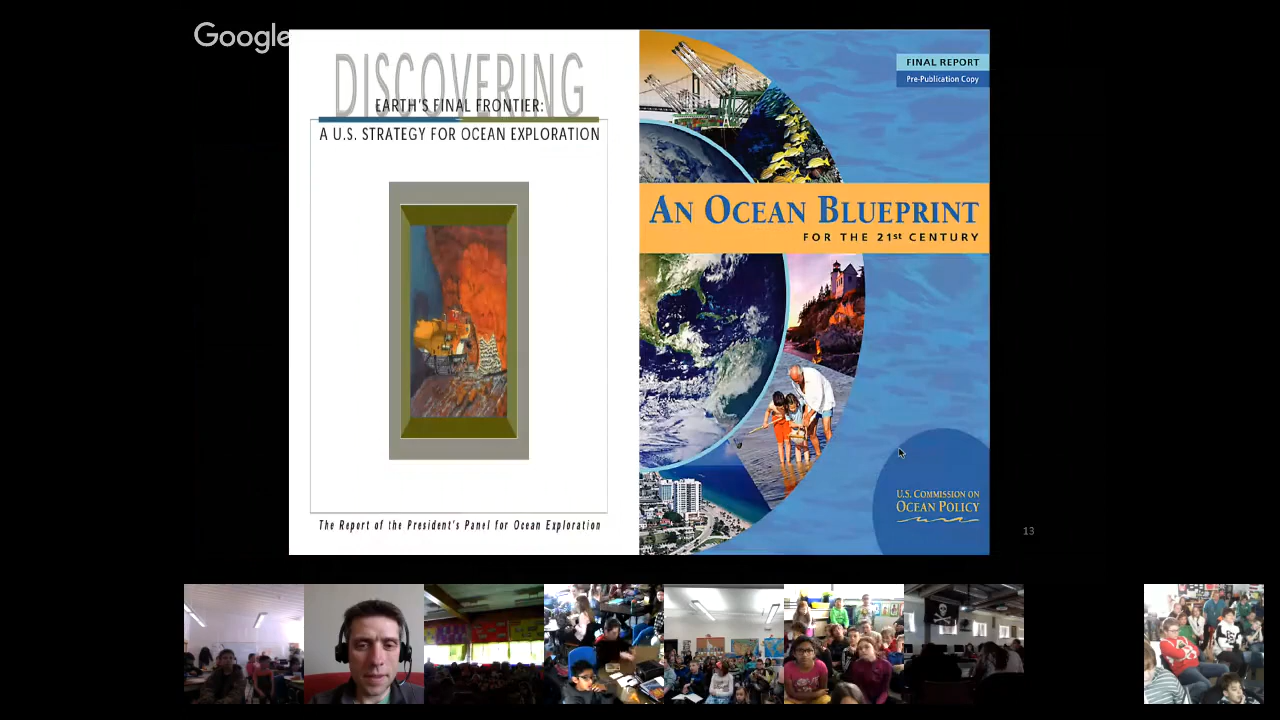 Google
DISCOVERING
EARTH'S FINAL FRONTIER:
A U.S. STRATEGY FOR OCEAN EXPLORATION
The Report of the President's Panel for Ocean Exploration
FINAL REPORT
Pre-Publication Copy
AN OCEAN BLUEPRINT
FOR THE 21st CENTURY
U.S. COMMISSION ON
OCEAN POLICY
13